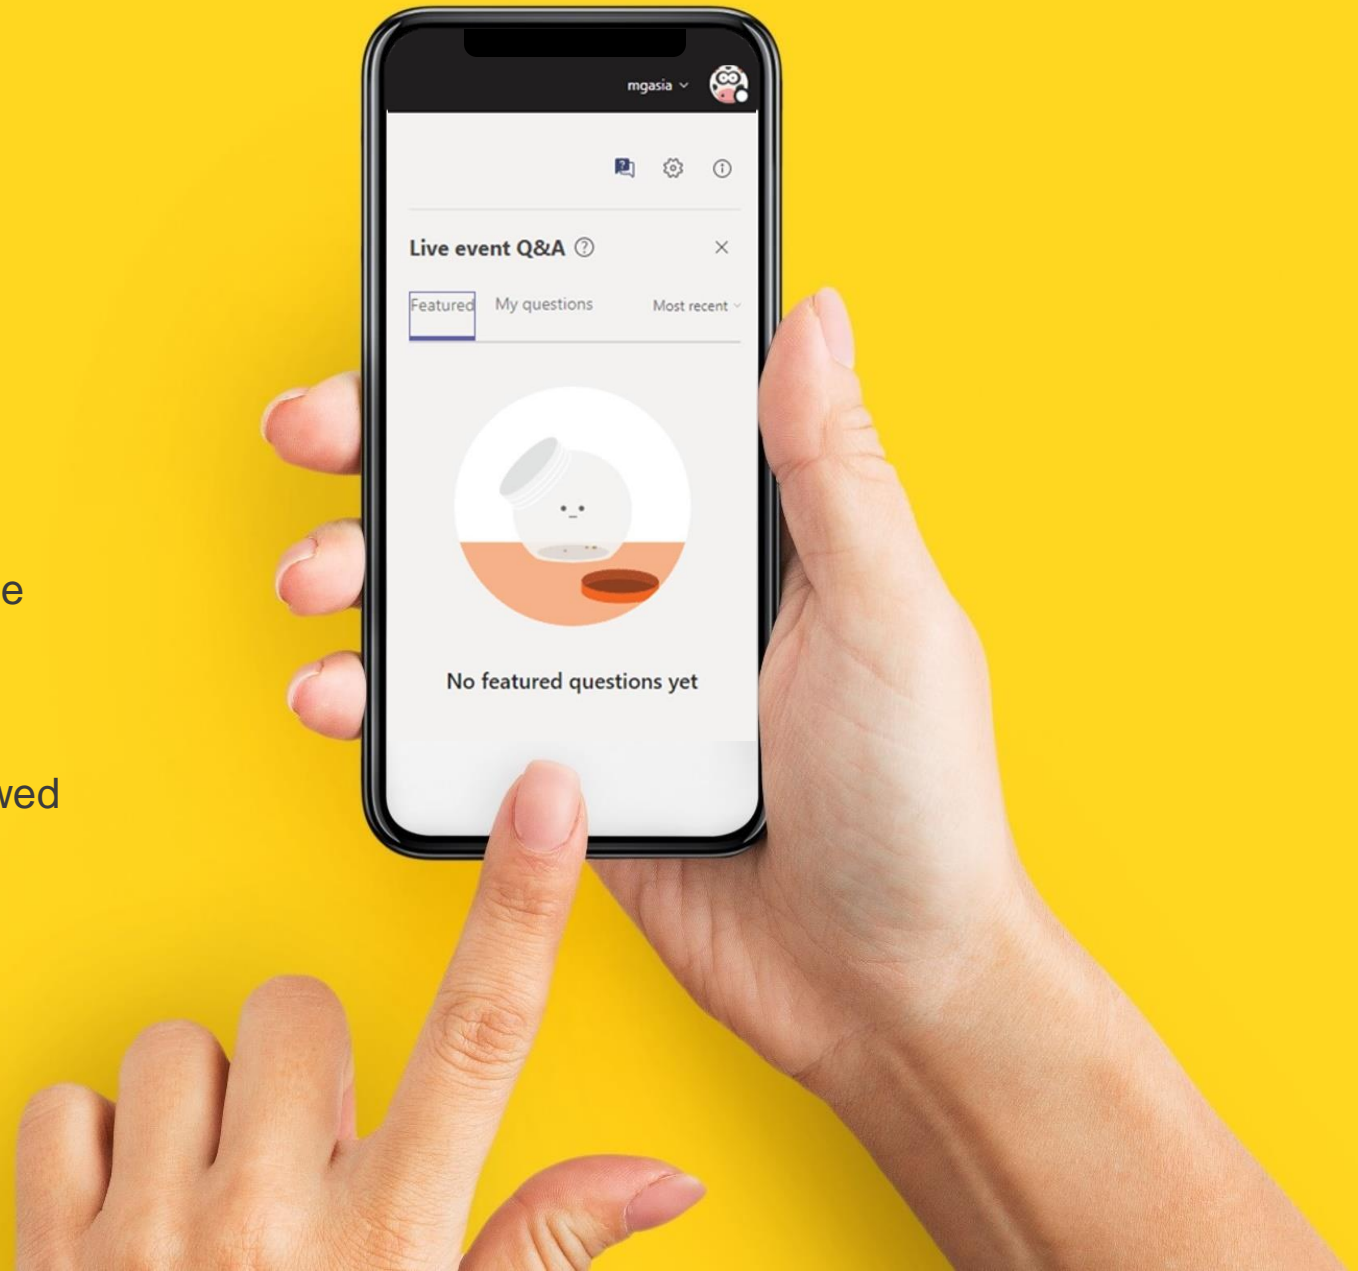 mgasia
Live event Q&A
Featured My questions Most recent
No featured questions yet
e
wed